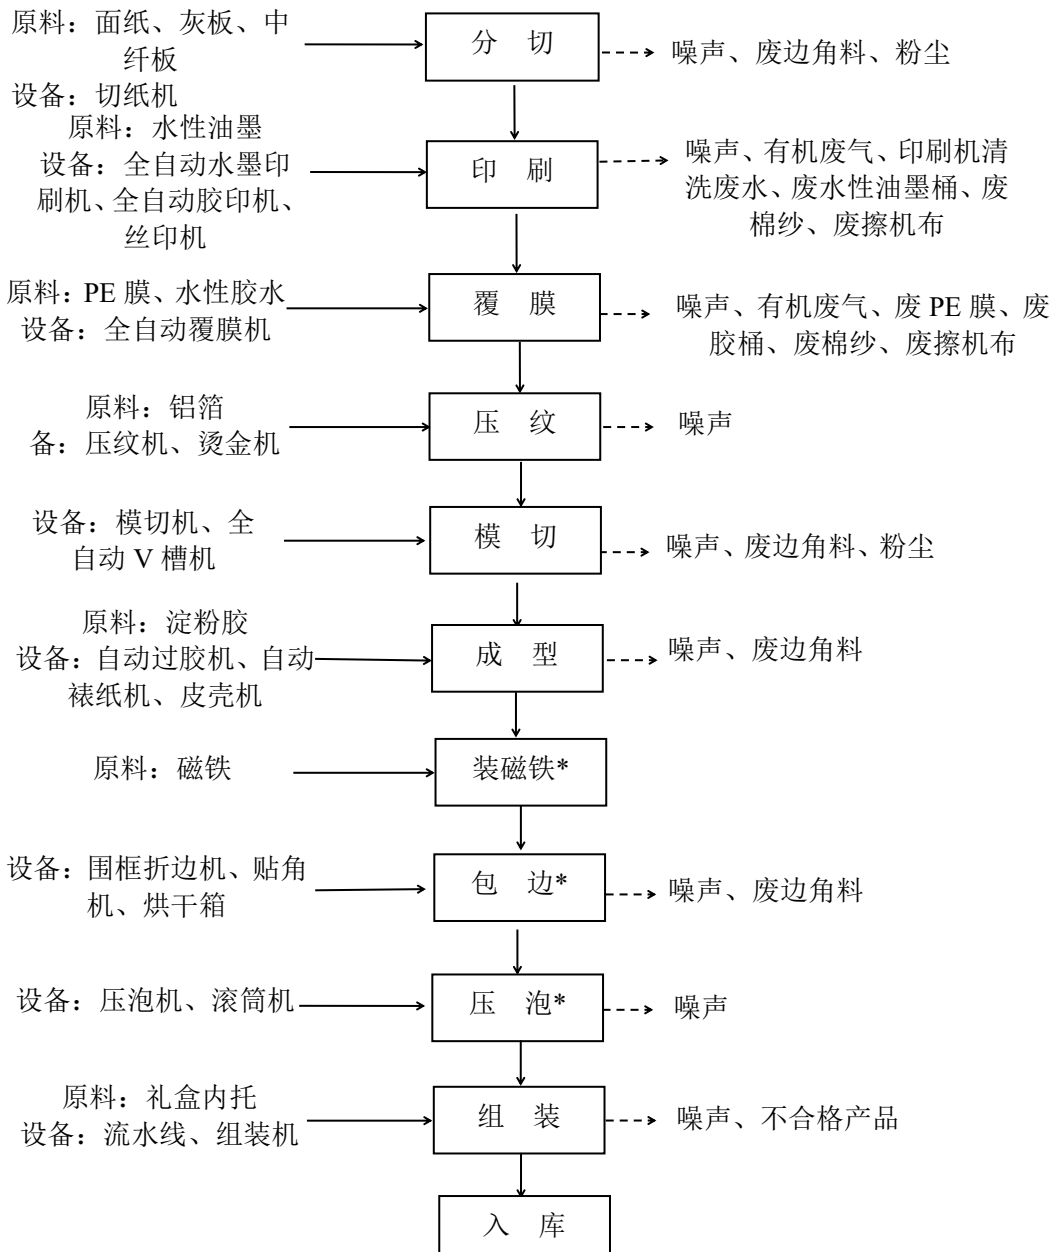 原料：面纸、灰板、中
纤板
设备：切纸机
分 切
噪声、废边角料、粉尘
原料：水性油墨
设备：全自动水墨印
刷机、全自动胶印机、
丝印机
印 刷
噪声、有机废气、印刷机清
洗废水、废水性油墨桶、废
棉纱、废擦机布
原料：PE 膜、水性胶水
设备：全自动覆膜机
覆 膜
噪声、有机废气、废 PE 膜、废
胶桶、废棉纱、废擦机布
原料：铝箔
备：压纹机、烫金机
压 纹
噪声
设备：模切机、全
自动 V 槽机
模 切
噪声、废边角料、粉尘
原料：淀粉胶
设备：自动过胶机、自动
裱纸机、皮壳机
成 型
噪声、废边角料
原料：磁铁
装磁铁*
设备：围框折边机、贴角
机、烘干箱
包 边*
噪声、废边角料
设备：压泡机、滚筒机
压 泡*
噪声
原料：礼盒内托
设备：流水线、组装机
组 装
噪声、不合格产品
入 库